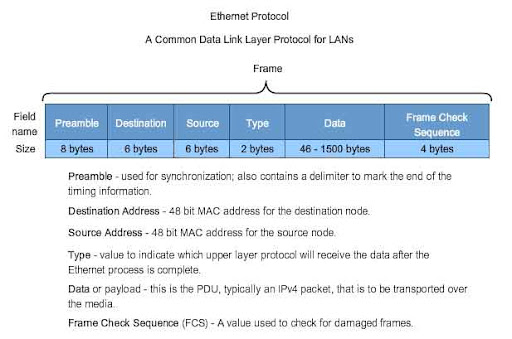 Ethernet Protocol
A Common Data Link Layer Protocol for LANs
Frame
Field name Preamble Destination Source Type Data Frame Check Sequence
Size 8 bytes 6 bytes 6 bytes 2 bytes 46 - 1500 bytes 4 bytes
Preamble - used for synchronization; also contains a delimiter to mark the end of the
timing information.
Destination Address - 48 bit MAC address for the destination node.
Source Address - 48 bit MAC address for the source node.
Type - value to indicate which upper layer protocol will receive the data after the
Ethernet process is complete.
Data or payload - this is the PDU, typically an IPv4 packet, that is to be transported over
the media.
Frame Check Sequence (FCS) - A value used to check for damaged frames.